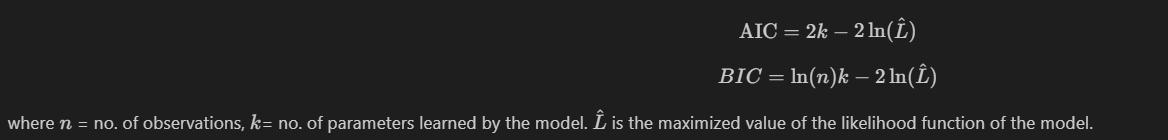 AIC = 2k − 2 ln(L̂)
BIC = ln(n)k − 2 ln(L̂)
where n = no. of observations, k= no. of parameters learned by the model. L̂ is the maximized value of the likelihood function of the model.